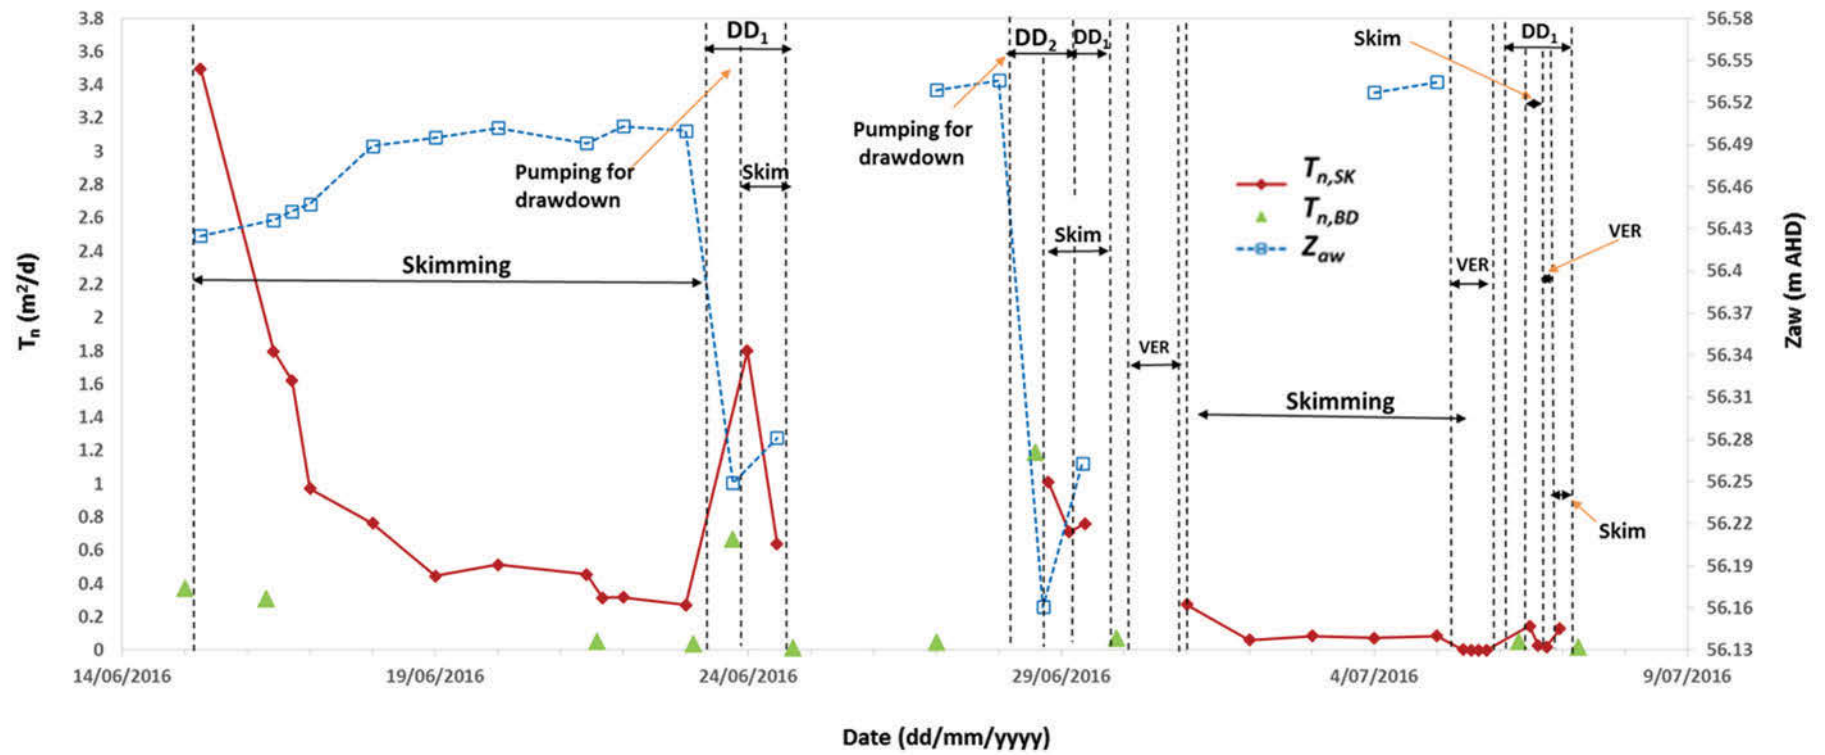 3.8
3.6
3.4
3.2
3
2.8
2.6
2.4
2.2
2
1.8
1.6
1.4
1.2
1
0.8
0.6
0.4
0.2
0
Tn (m2/d)
DD1
Pumping for
drawdown
Skim
Skimming
DD2
DD1
Pumping for
drawdown
Skim
VER
Skimming
Tn,SK
Tn,BD
Zaw
Skim
DD1
VER
VER
Skim
56.58
56.55
56.52
56.49
56.46
56.43
56.4
56.37
56.34
56.31
56.28
56.25
56.22
56.19
56.16
56.13
Zaw (m AHD)
14/06/2016
19/06/2016
24/06/2016
29/06/2016
4/07/2016
9/07/2016
Date (dd/mm/yyyy)